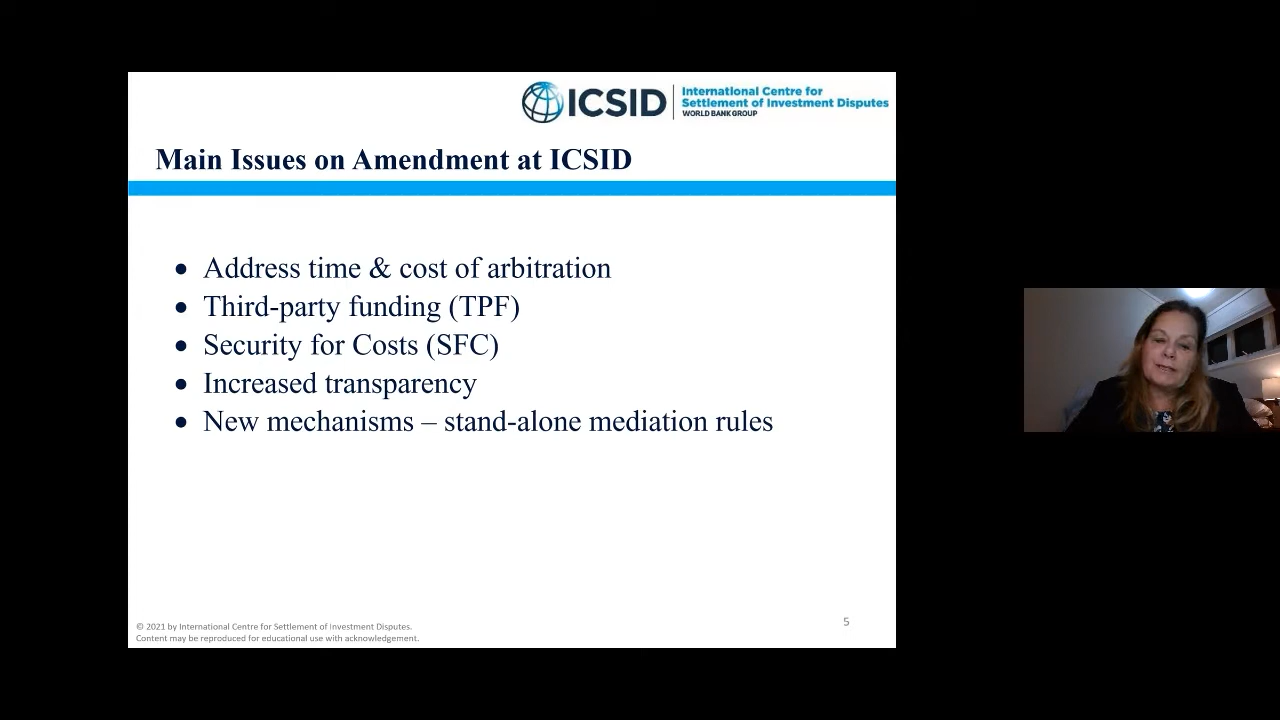 ICSID
International Centre for
Settlement of Investment Disputes
WORLD BANK GROUP
Main Issues on Amendment at ICSID
• Address time & cost of arbitration
• Third-party funding (TPF)
• Security for Costs (SFC)
• Increased transparency
• New mechanisms – stand-alone mediation rules
© 2021 by International Centre for Settlement of Investment Disputes.
Content may be reproduced for educational use with acknowledgement.
5